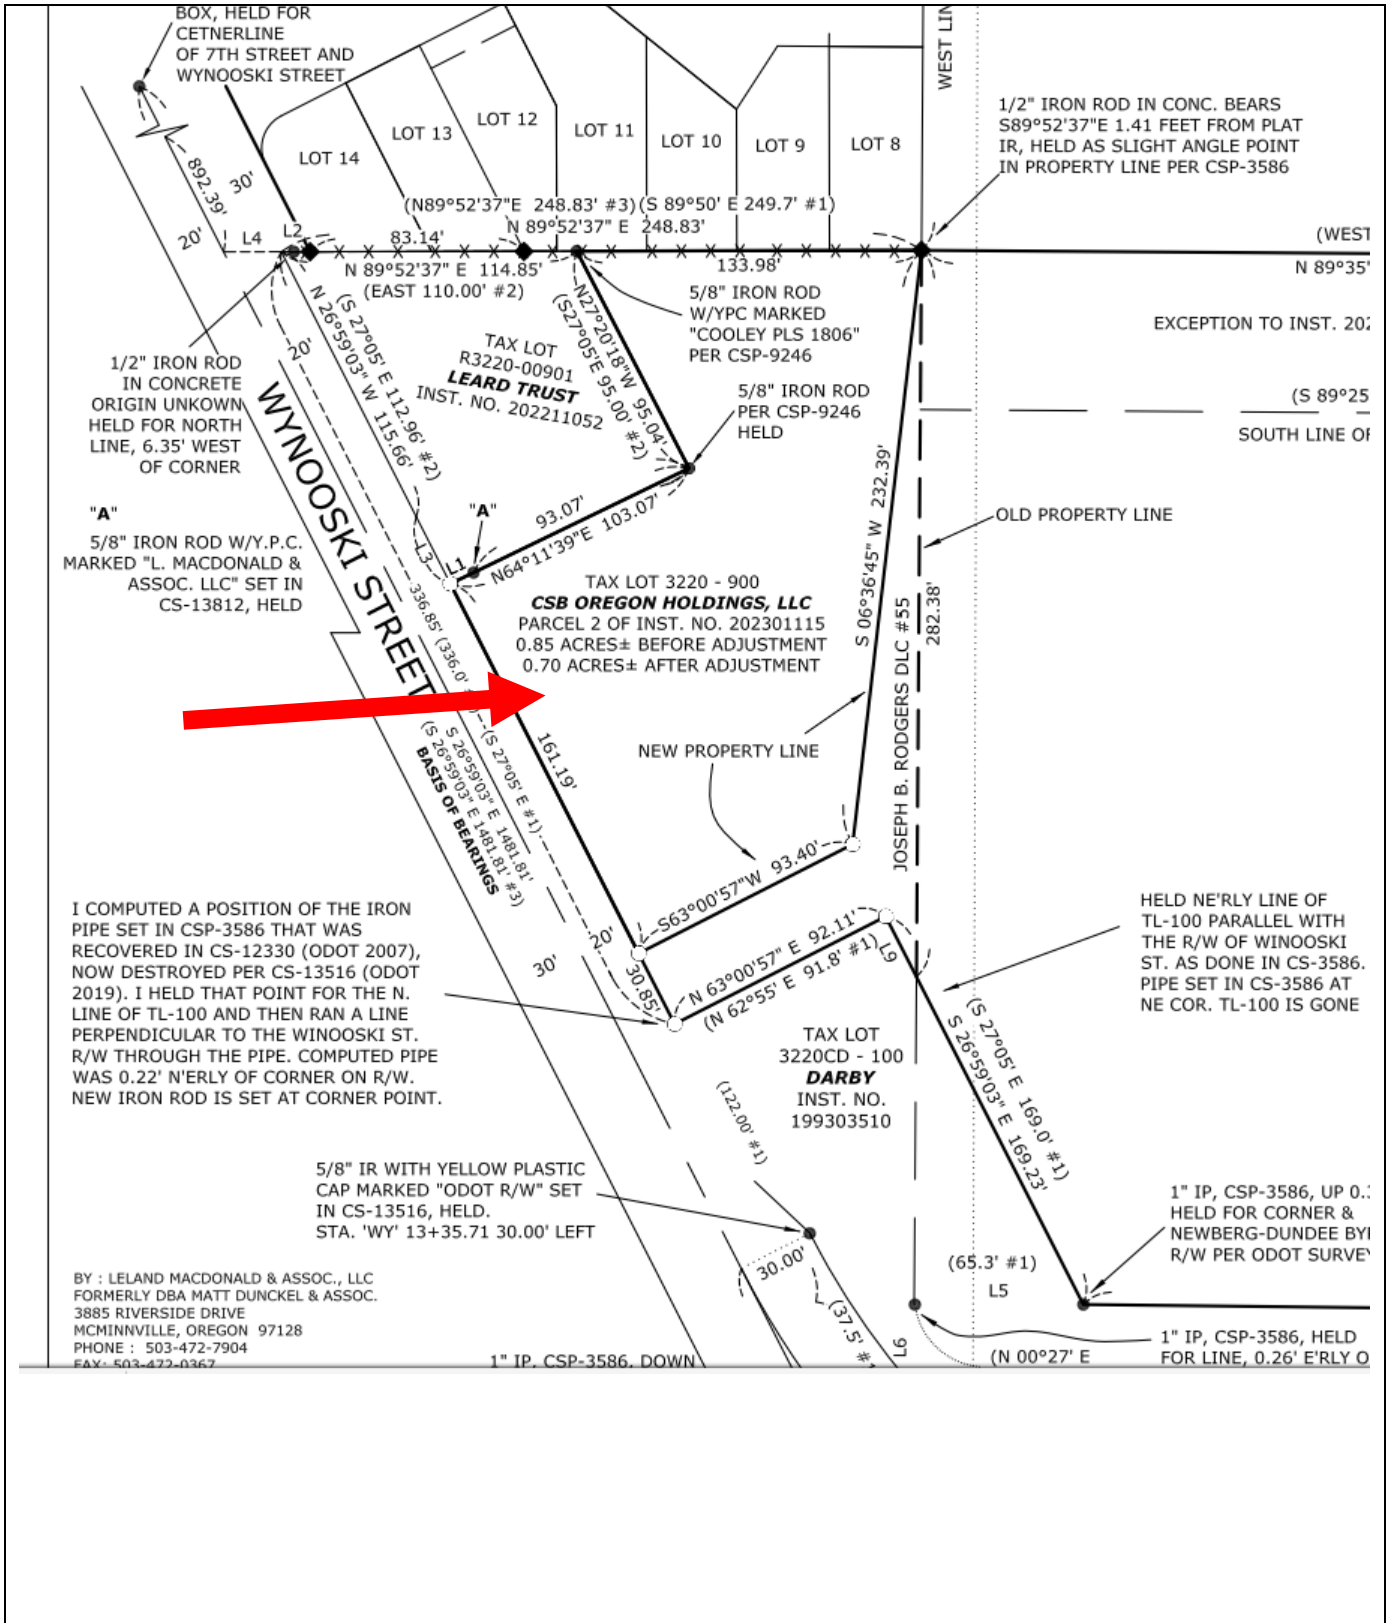 BOX, HELD FOR
CETNERLINE
OF 7TH STREET AND
WYNOOSKI STREET
WEST LIN
1/2" IRON ROD IN CONC. BEARS
S89°52'37"E 1.41 FEET FROM PLAT
IR, HELD AS SLIGHT ANGLE POINT
IN PROPERTY LINE PER CSP-3586
LOT 14
LOT 13
LOT 12
LOT 11
LOT 10
LOT 9
LOT 8
892.39'
30'
20'
L4
L2
(N89°52'37"E 248.83' #3)
(S 89°50' E 249.7' #1)
N 89°52'37" E 248.83'
83.14'
N 89°52'37" E 114.85'
(EAST 110.00' #2)
133.98'
(WEST
N 89°35'
EXCEPTION TO INST. 202
(S 89°25
SOUTH LINE OF
5/8" IRON ROD
W/YPC MARKED
"COOLEY PLS 1806"
PER CSP-9246
5/8" IRON ROD
PER CSP-9246
HELD
N27°20'18"W 95.04'
(S27°05'E 95.00' #2)
TAX LOT
R3220-00901
LEARD TRUST
INST. NO. 202211052
(S 27°05' E 112.96' #2)
N 26°59'03" W 115.66'
20'
1/2" IRON ROD
IN CONCRETE
ORIGIN UNKOWN
HELD FOR NORTH
LINE, 6.35' WEST
OF CORNER
WYNOOSKI STREET
"A"
5/8" IRON ROD W/Y.P.C.
MARKED "L. MACDONALD &
ASSOC. LLC" SET IN
CS-13812, HELD
"A"
L3
L1
93.07'
N64°11'39"E 103.07'
TAX LOT 3220 - 900
CSB OREGON HOLDINGS, LLC
PARCEL 2 OF INST. NO. 202301115
0.85 ACRES± BEFORE ADJUSTMENT
0.70 ACRES± AFTER ADJUSTMENT
S 06°36'45" W 232.39'
OLD PROPERTY LINE
JOSEPH B. RODGERS DLC #55
282.38'
NEW PROPERTY LINE
336.85' (336.0'
(S 27°05' E #1)
161.19'
S 26°59'03" E 1481.81'
(S 26°59'03" E 1481.81' #3)
BASIS OF BEARINGS
S63°00'57"W 93.40'
20'
30'
30.85'
N 63°00'57" E 92.11'
(N 62°55' E 91.8' #1)
L9
I COMPUTED A POSITION OF THE IRON
PIPE SET IN CSP-3586 THAT WAS
RECOVERED IN CS-12330 (ODOT 2007),
NOW DESTROYED PER CS-13516 (ODOT
2019). I HELD THAT POINT FOR THE N.
LINE OF TL-100 AND THEN RAN A LINE
PERPENDICULAR TO THE WINOOSKI ST.
R/W THROUGH THE PIPE. COMPUTED PIPE
WAS 0.22' N'ERLY OF CORNER ON R/W.
NEW IRON ROD IS SET AT CORNER POINT.
HELD NE'RLY LINE OF
TL-100 PARALLEL WITH
THE R/W OF WINOOSKI
ST. AS DONE IN CS-3586.
PIPE SET IN CS-3586 AT
NE COR. TL-100 IS GONE
TAX LOT
3220CD - 100
DARBY
INST. NO.
199303510
(S 27°05' E 169.0' #1)
S 26°59'03" E 169.23'
(122.00' #1)
5/8" IR WITH YELLOW PLASTIC
CAP MARKED "ODOT R/W" SET
IN CS-13516, HELD.
STA. 'WY' 13+35.71 30.00' LEFT
1" IP, CSP-3586, UP 0.
HELD FOR CORNER &
NEWBERG-DUNDEE BY
R/W PER ODOT SURVEY
30.00'
(37.5' #
(65.3' #1)
L5
L6
BY : LELAND MACDONALD & ASSOC., LLC
FORMERLY DBA MATT DUNCKEL & ASSOC.
3885 RIVERSIDE DRIVE
MCMINNVILLE, OREGON 97128
PHONE : 503-472-7904
FAX: 503-472-0367
1" IP, CSP-3586, DOWN
(N 00°27' E
1" IP, CSP-3586, HELD
FOR LINE, 0.26' E'RLY O